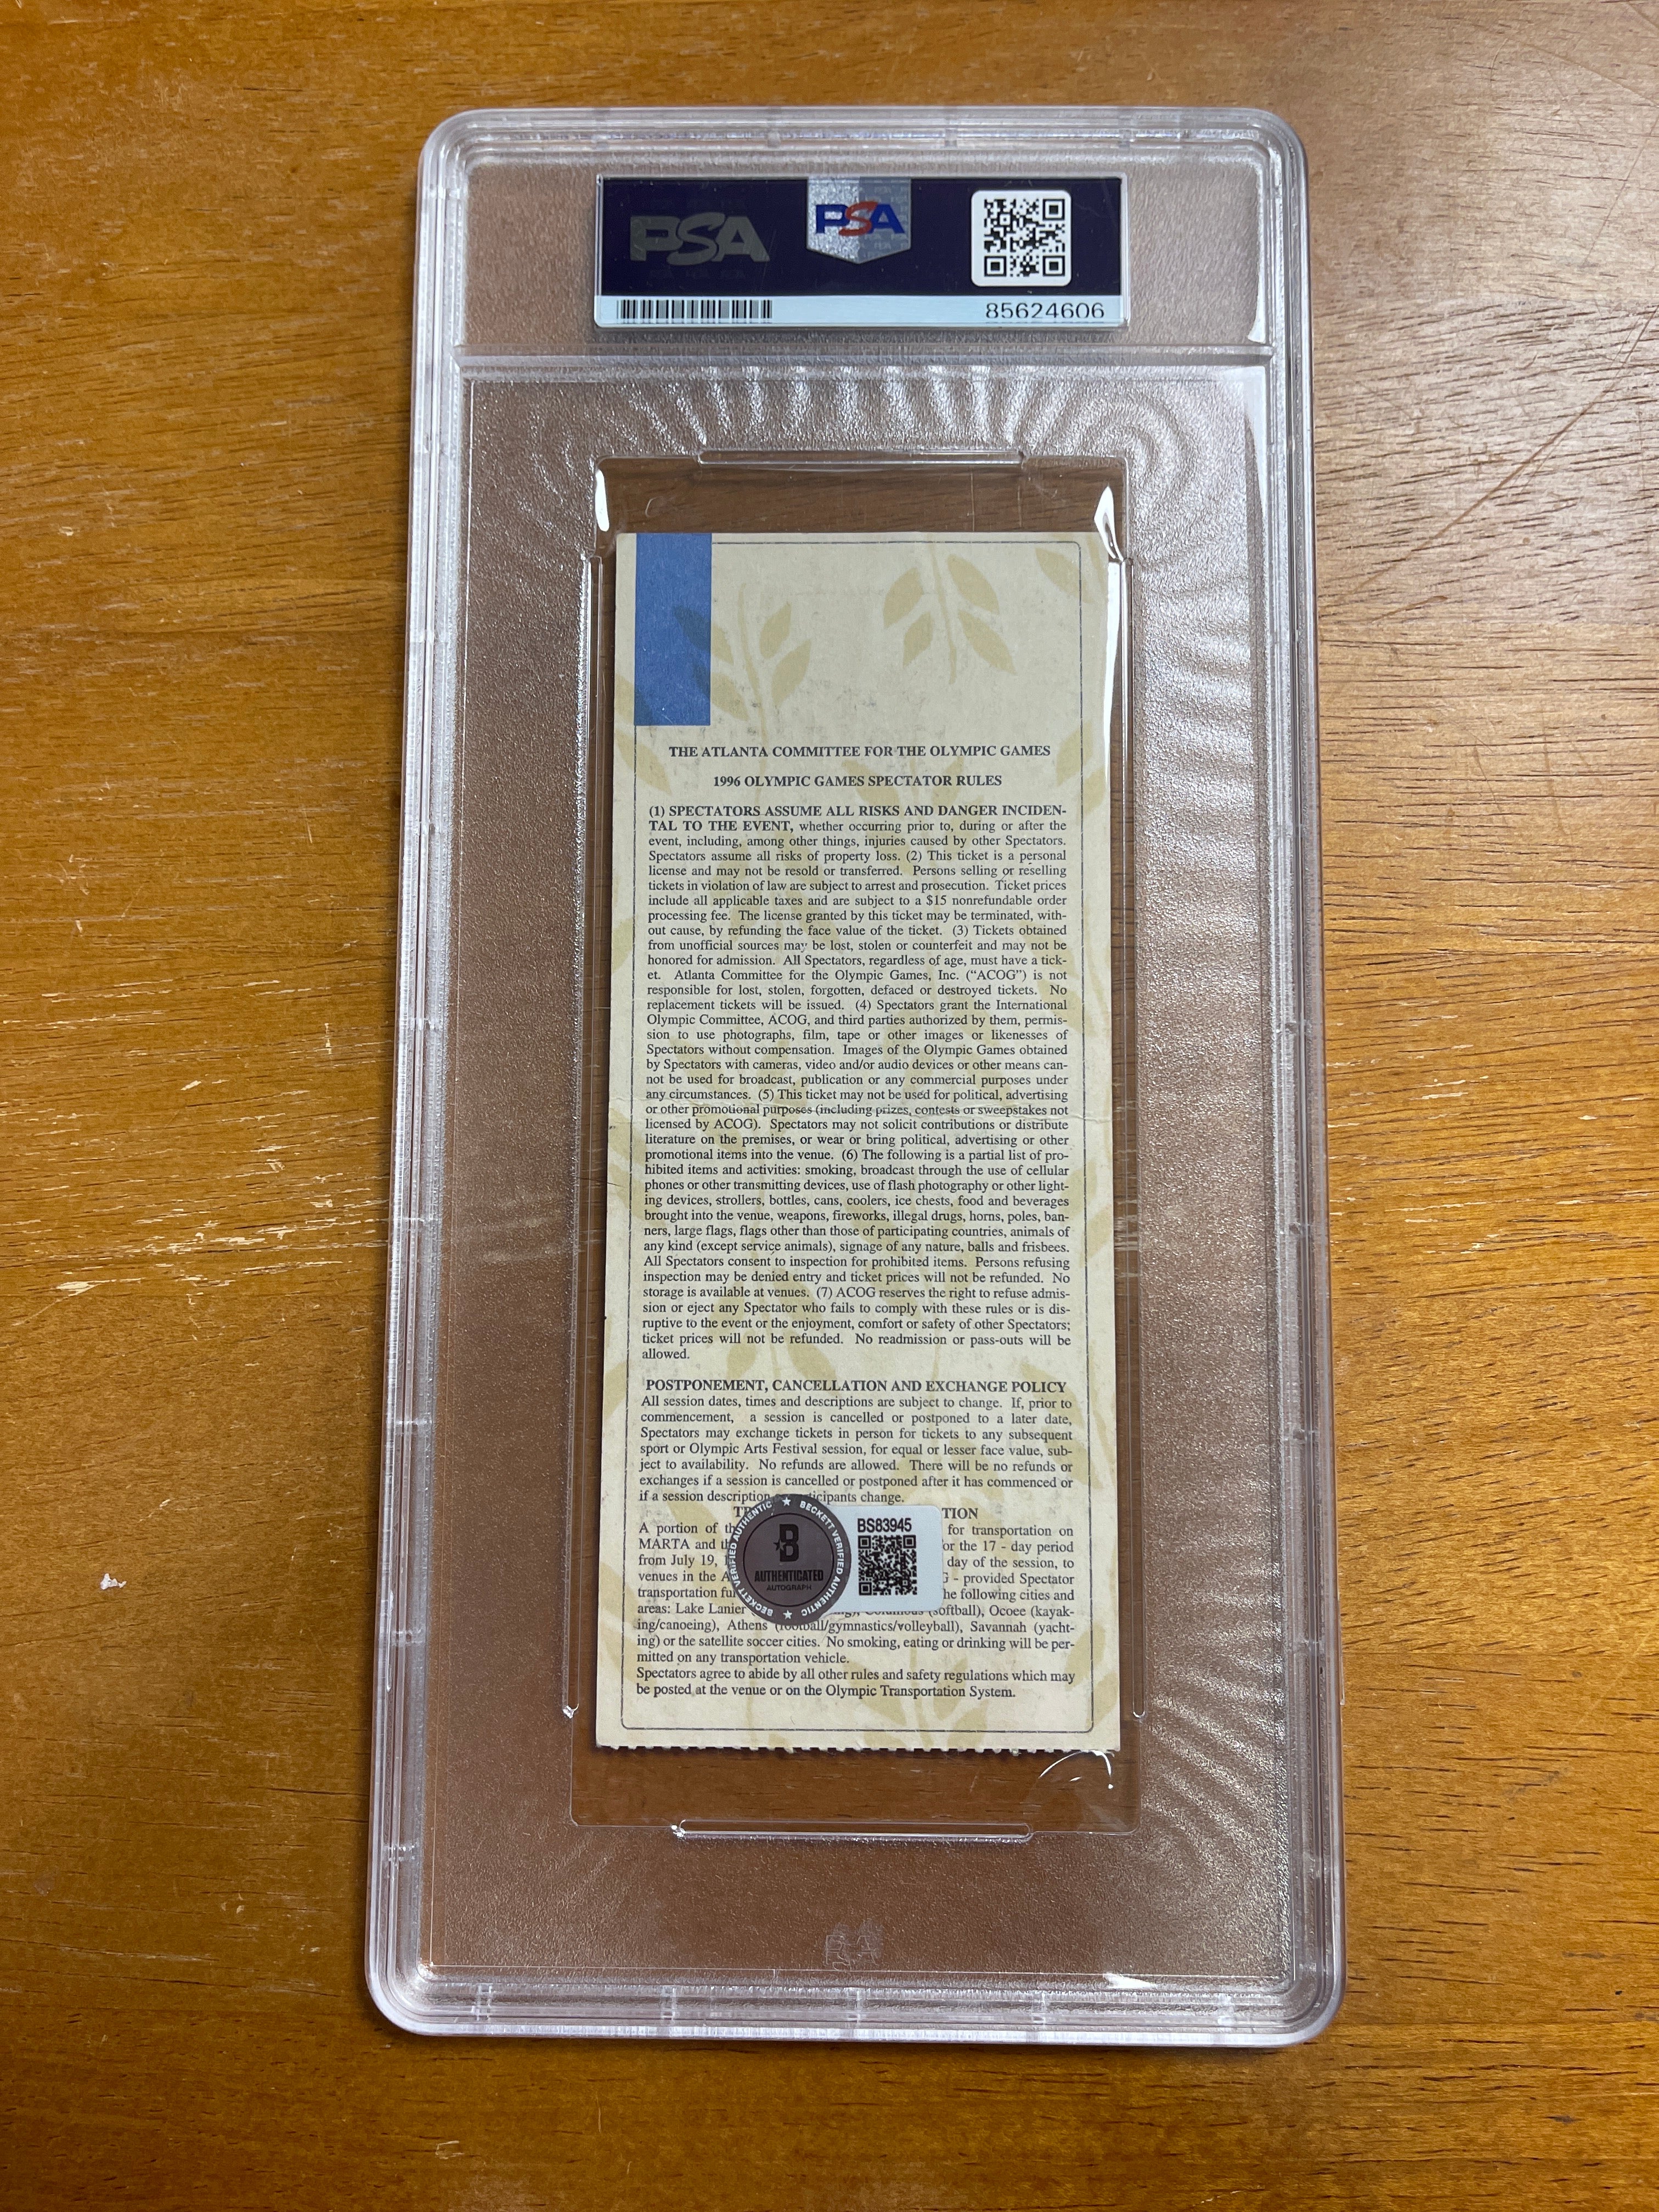 PSA
PSA
85624606
THE ATLANTA COMMITTEE FOR THE OLYMPIC GAMES
1996 OLYMPIC GAMES SPECTATOR RULES
(1) SPECTATORS ASSUME ALL RISKS AND DANGER INCIDEN-
TAL TO THE EVENT, whether occurring prior to, during or after the
event, including, among other things, injuries caused by other Spectators.
Spectators assume all risks of property loss. (2) This ticket is a personal
license and may not be resold or transferred. Persons selling or reselling
tickets in violation of law are subject to arrest and prosecution. Ticket prices
include all applicable taxes and are subject to a $15 nonrefundable order
processing fee. The license granted by this ticket may be terminated, with-
out cause, by refunding the face value of the ticket. (3) Tickets obtained
from unofficial sources may be lost, stolen or counterfeit and may not be
honored for admission. All Spectators, regardless of age, must have a tick-
et. Atlanta Committee for the Olympic Games, Inc. (“ACOG”) is not
responsible for lost, stolen, forgotten, defaced or destroyed tickets. No
replacement tickets will be issued. (4) Spectators grant the International
Olympic Committee, ACOG, and third parties authorized by them, permis-
sion to use photographs, film, tape or other images or likenesses of
Spectators without compensation. Images of the Olympic Games obtained
by Spectators with cameras, video and/or audio devices or other means can-
not be used for broadcast, publication or any commercial purposes under
any circumstances. (5) This ticket may not be used for political, advertising
or other promotional purposes (including prizes, contests or sweepstakes not
licensed by ACOG). Spectators may not solicit contributions or distribute
literature on the premises, or wear or bring political, advertising or other
promotional items into the venue. (6) The following is a partial list of pro-
hibited items and activities: smoking, broadcast through the use of cellular
phones or other transmitting devices, use of flash photography or other light-
ing devices, strollers, bottles, cans, coolers, ice chests, food and beverages
brought into the venue, weapons, fireworks, illegal drugs, horns, poles, ban-
ners, large flags, flags other than those of participating countries, animals of
any kind (except service animals), signage of any nature, balls and frisbees.
All Spectators consent to inspection for prohibited items. Persons refusing
inspection may be denied entry and ticket prices will not be refunded. No
storage is available at venues. (7) ACOG reserves the right to refuse admis-
sion or eject any Spectator who fails to comply with these rules or is dis-
ruptive to the event or the enjoyment, comfort or safety of other Spectators;
ticket prices will not be refunded. No readmission or pass-outs will be
allowed.
POSTPONEMENT, CANCELLATION AND EXCHANGE POLICY
All session dates, times and descriptions are subject to change. If, prior to
commencement, a session is cancelled or postponed to a later date,
Spectators may exchange tickets in person for tickets to any subsequent
sport or Olympic Arts Festival session, for equal or lesser face value, sub-
ject to availability. No refunds are allowed. There will be no refunds or
exchanges if a session is cancelled or postponed after it has commenced or
if a session description ticipants change.
TR TION
A portion of th for transportation on
MARTA and th or the 17 - day period
from July 19, 1 day of the session, to
venues in the A G - provided Spectator
transportation ful he following cities and
areas: Lake Lanier Columbus (softball), Ocoee (kayak-
ing/canoeing), Athens (football/gymnastics/volleyball), Savannah (yacht-
ing) or the satellite soccer cities. No smoking, eating or drinking will be per-
mitted on any transportation vehicle.
Spectators agree to abide by all other rules and safety regulations which may
be posted at the venue or on the Olympic Transportation System.
BECKETT VERIFIED AUTHENTIC
BECKETT VERIFIED AUTHENTIC
B
AUTHENTICATED
AUTOGRAPH
BS83945